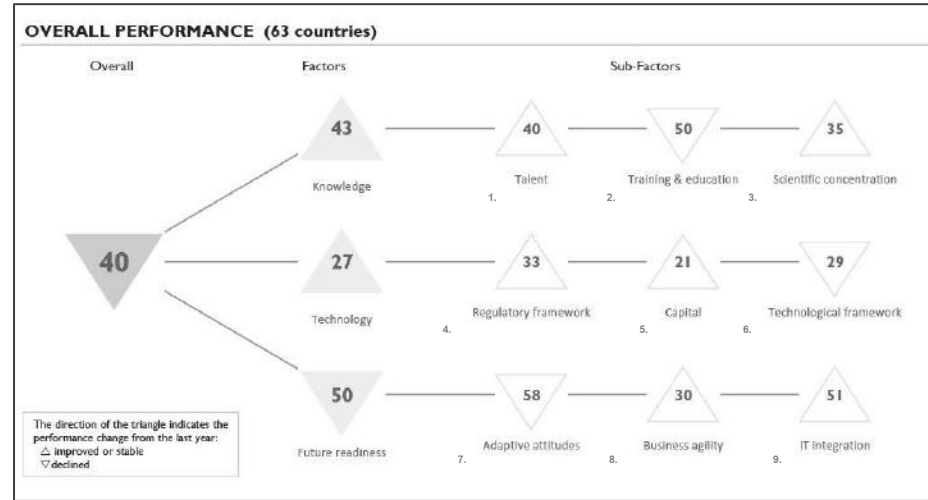 OVERALL PERFORMANCE (63 countries)
Overall Factors Sub-Factors
43 40 50 35
Knowledge Talent Training & education Scientific concentration
1. 2. 3.
40 27 33 21 29
Technology Regulatory framework Capital Technological framework
4. 5. 6.
50 58 30 51
Future readiness Adaptive attitudes Business agility IT integration
7. 8. 9.
The direction of the triangle indicates the
performance change from the last year:
△ improved or stable
▽ declined